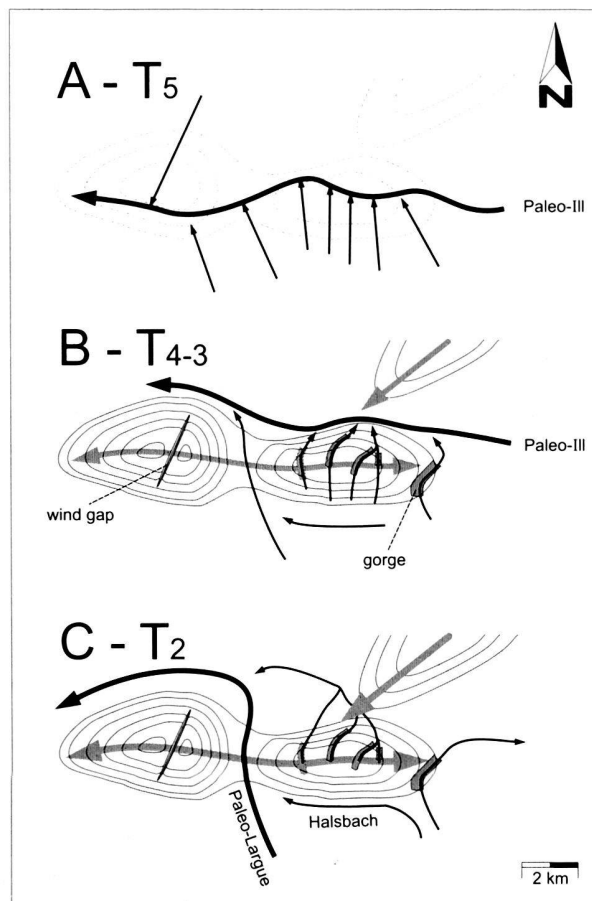 A - T5
N
Paleo-Ill
B - T4-3
Paleo-Ill
wind gap
gorge
C - T2
Halsbach
Paleo-Largue
2 km